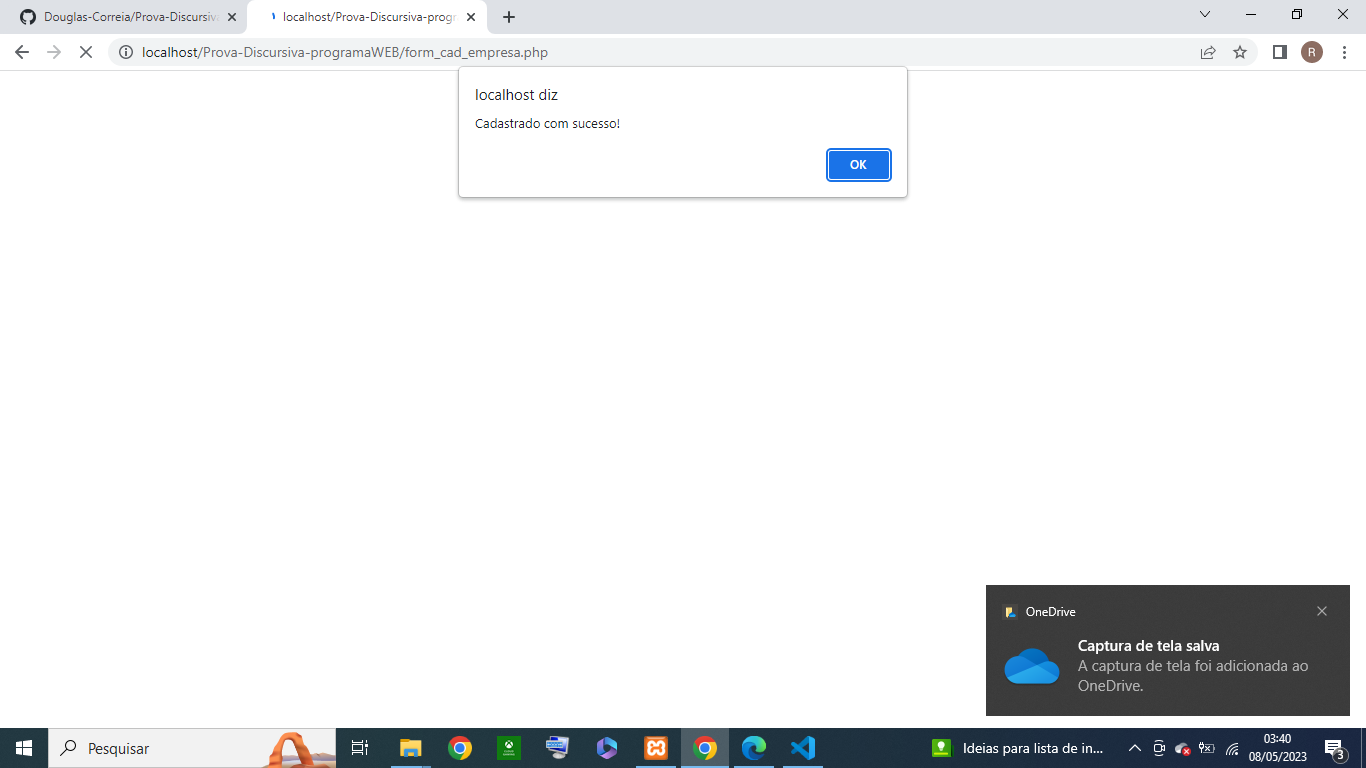 Douglas-Correia/Prova-Discursiva
localhost/Prova-Discursiva-progr
localhost/Prova-Discursiva-programaWEB/form_cad_empresa.php
R
localhost diz
Cadastrado com sucesso!
OK
OneDrive
Captura de tela salva
A captura de tela foi adicionada ao
OneDrive.
Pesquisar
Ideias para lista de in...
03:40
08/05/2023
3